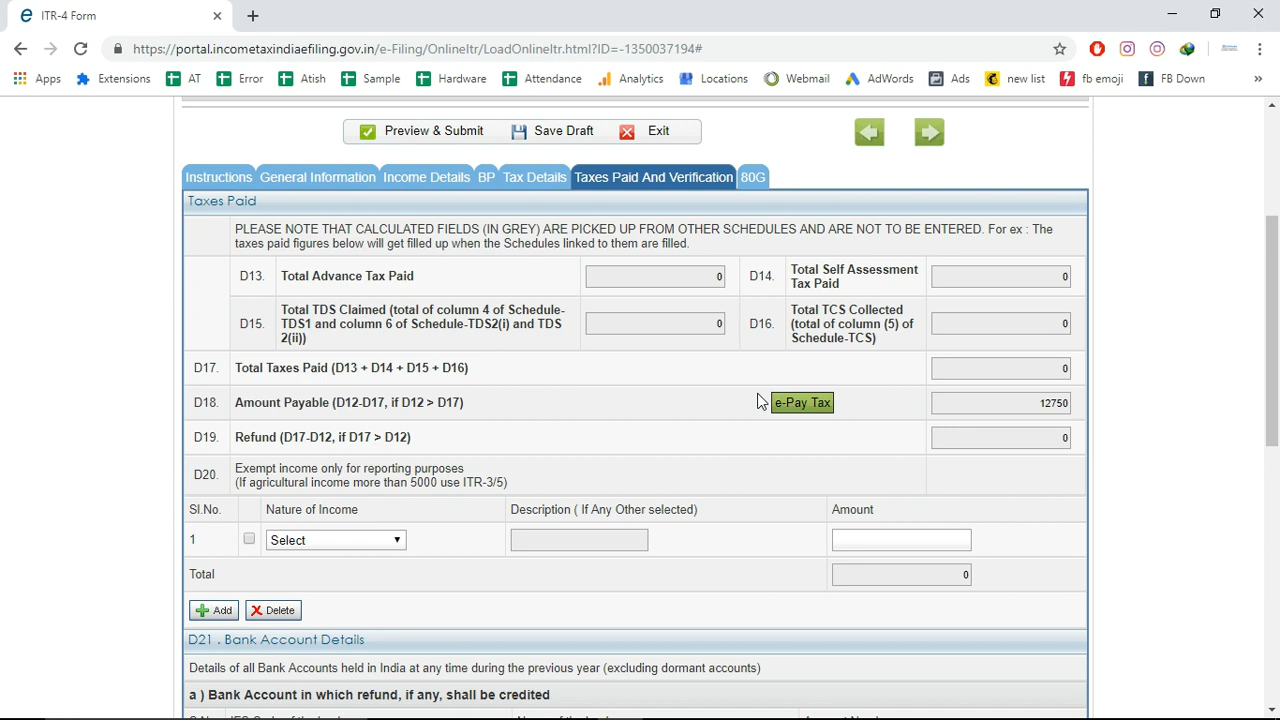 ITR-4 Form
https://portal.incometaxindiaefiling.gov.in/e-Filing/OnlineItr/LoadOnlineItr.html?ID=-1350037194#
Apps Extensions AT Error Atish Sample Hardware Attendance Analytics Locations Webmail AdWords Ads new list fb emoji FB Down »
Preview & Submit Save Draft Exit
Instructions General Information Income Details BP Tax Details Taxes Paid And Verification 80G
Taxes Paid
PLEASE NOTE THAT CALCULATED FIELDS (IN GREY) ARE PICKED UP FROM OTHER SCHEDULES AND ARE NOT TO BE ENTERED. For ex : The
taxes paid figures below will get filled up when the Schedules linked to them are filled.
D13. Total Advance Tax Paid 0 D14. Total Self Assessment
Tax Paid 0
D15. Total TDS Claimed (total of column 4 of Schedule-
TDS1 and column 6 of Schedule-TDS2(i) and TDS
2(ii)) 0
D16. Total TCS Collected
(total of column (5) of
Schedule-TCS) 0
D17. Total Taxes Paid (D13 + D14 + D15 + D16) 0
D18. Amount Payable (D12-D17, if D12 > D17) e-Pay Tax 12750
D19. Refund (D17-D12, if D17 > D12) 0
D20. Exempt income only for reporting purposes
(If agricultural income more than 5000 use ITR-3/5)
Sl.No. Nature of Income Description ( If Any Other selected) Amount
1 Select
Total 0
Add Delete
D21 . Bank Account Details
Details of all Bank Accounts held in India at any time during the previous year (excluding dormant accounts)
a ) Bank Account in which refund, if any, shall be credited